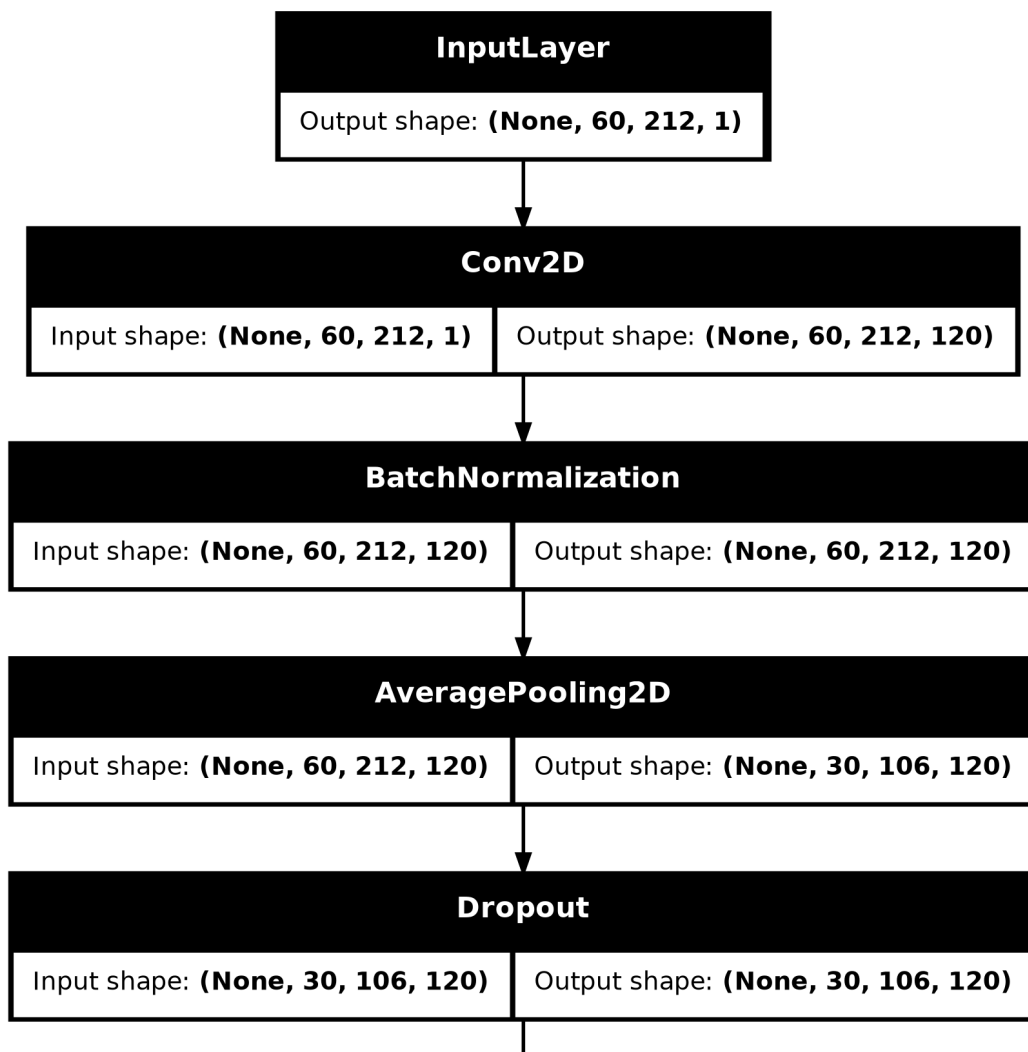 InputLayer
Output shape: (None, 60, 212, 1)
Conv2D
Input shape: (None, 60, 212, 1) Output shape: (None, 60, 212, 120)
BatchNormalization
Input shape: (None, 60, 212, 120) Output shape: (None, 60, 212, 120)
AveragePooling2D
Input shape: (None, 60, 212, 120) Output shape: (None, 30, 106, 120)
Dropout
Input shape: (None, 30, 106, 120) Output shape: (None, 30, 106, 120)